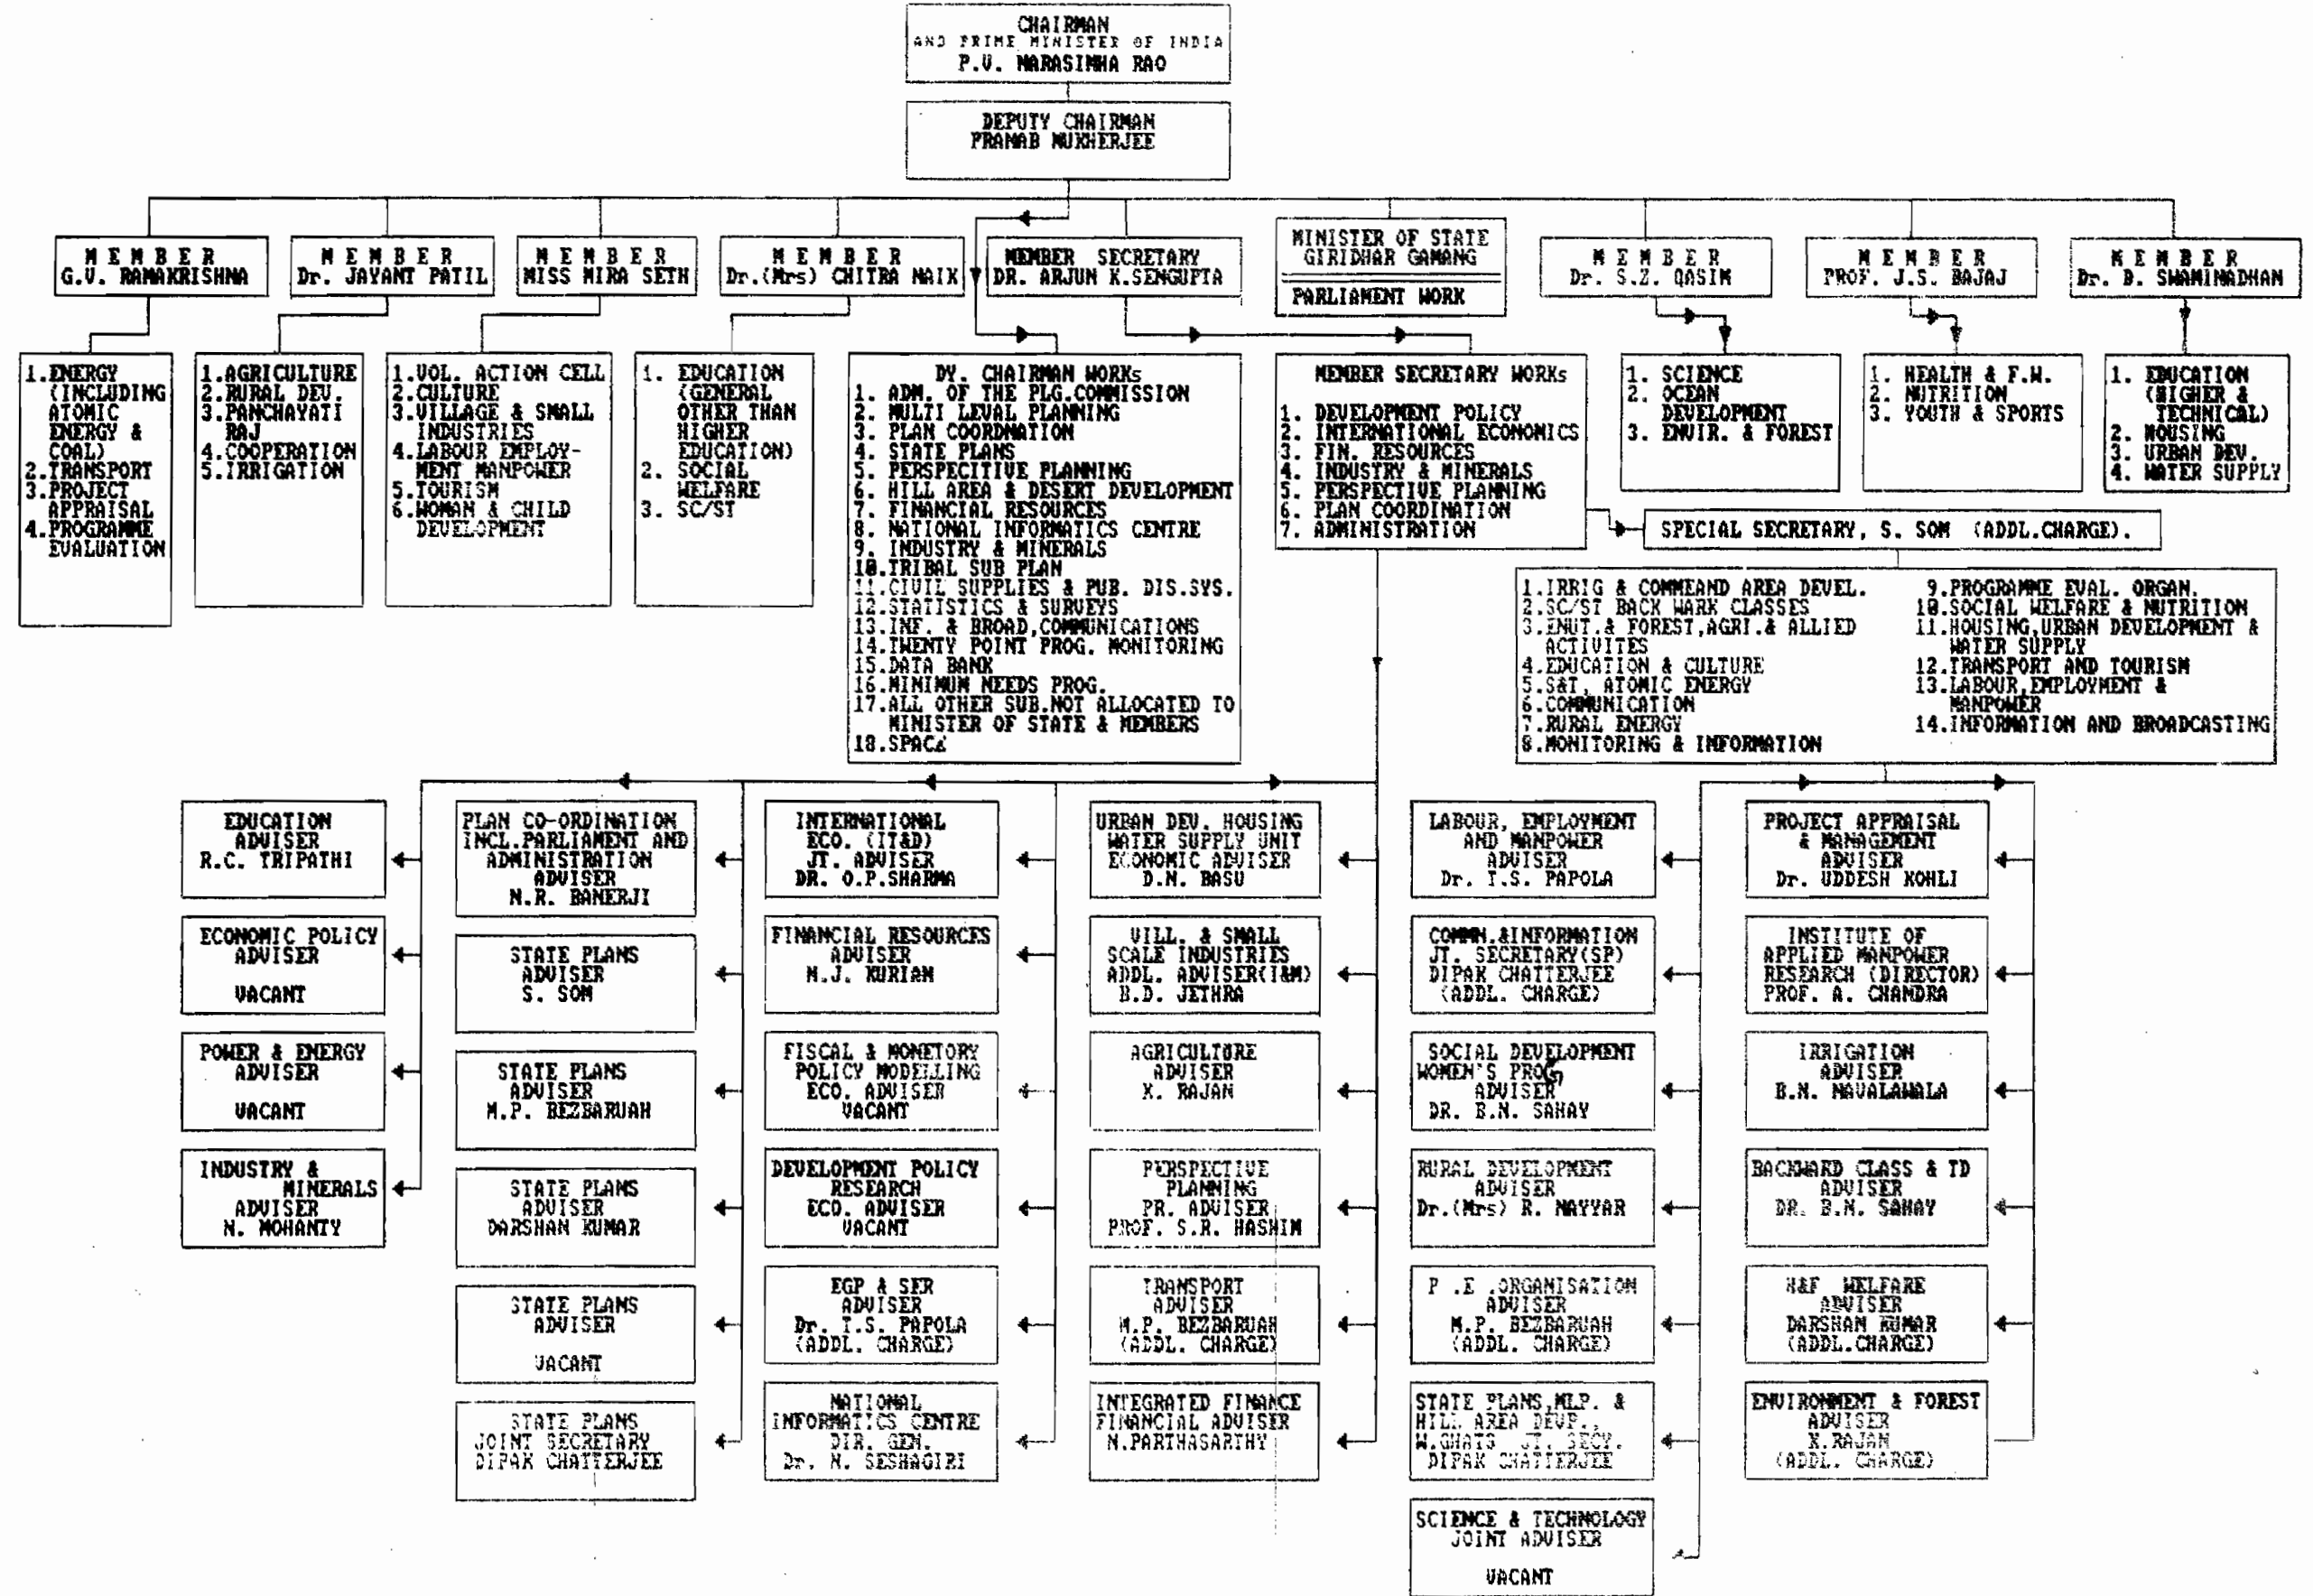 CHAIRMAN
AND PRIME MINISTER OF INDIA
P.V. NARASIMHA RAO
DEPUTY CHAIRMAN
PRANAB MUKHERJEE
M E M B E R
G.V. RAMAKRISHNA
M E M B E R
Dr. JAYANT PATIL
M E M B E R
MISS MIRA SETH
M E M B E R
Dr.(Mrs) CHITRA NAIK
MEMBER SECRETARY
DR. ARJUN K.SENGUPTA
MINISTER OF STATE
GIRIDHAR GAMANG
PARLIAMENT WORK
M E M B E R
Dr. S.Z. QASIM
M E M B E R
PROF. J.S. BAJAJ
M E M B E R
Dr. B. SWAMINADHAN
1.ENERGY
(INCLUDING
ATOMIC
ENERGY &
COAL)
2.TRANSPORT
3.PROJECT
APPRAISAL
4.PROGRAMME
EVALUATION
1.AGRICULTURE
2.RURAL DEV.
3.PANCHAYATI
RAJ
4.COOPERATION
5.IRRIGATION
1.VOL. ACTION CELL
2.CULTURE
3.VILLAGE & SMALL
INDUSTRIES
4.LABOUR EMPLOY-
MENT MANPOWER
5.TOURISM
6.WOMAN & CHILD
DEVELOPMENT
1. EDUCATION
(GENERAL
OTHER THAN
HIGHER
EDUCATION)
2. SOCIAL
WELFARE
3. SC/ST
DY. CHAIRMAN WORKs
1. ADM. OF THE PLG.COMMISSION
2. MULTI LEVAL PLANNING
3. PLAN COORDNATION
4. STATE PLANS
5. PERSPECITIVE PLANNING
6. HILL AREA & DESERT DEVELOPMENT
7. FINANCIAL RESOURCES
8. NATIONAL INFORMATICS CENTRE
9. INDUSTRY & MINERALS
10.TRIBAL SUB PLAN
11.CIVIL SUPPLIES & PUB. DIS.SYS.
12.STATISTICS & SURVEYS
13.INF. & BROAD,COMMUNICATIONS
14.TWENTY POINT PROG. MONITORING
15.DATA BANK
16.MINIMUM NEEDS PROG.
17.ALL OTHER SUB.NOT ALLOCATED TO
MINISTER OF STATE & MEMBERS
18.SPACE
MEMBER SECRETARY WORKs
1. DEVELOPMENT POLICY
2. INTERNATIONAL ECONOMICS
3. FIN. RESOURCES
4. INDUSTRY & MINERALS
5. PERSPECTIVE PLANNING
6. PLAN COORDINATION
7. ADMINISTRATION
1. SCIENCE
2. OCEAN
DEVELOPMENT
3. ENVIR. & FOREST
1. HEALTH & F.W.
2. NUTRITION
3. YOUTH & SPORTS
1. EDUCATION
(HIGHER &
TECHNICAL)
2. HOUSING
3. URBAN DEV.
4. WATER SUPPLY
SPECIAL SECRETARY, S. SOM (ADDL.CHARGE).
1.IRRIG & COMMEAND AREA DEVEL.
2.SC/ST BACK WARK CLASSES
3.ENUT.& FOREST,AGRI.& ALLIED
ACTIVITES
4.EDUCATION & CULTURE
5.S&T, ATOMIC ENERGY
6.COMMUNICATION
7.RURAL ENERGY
8.MONITORING & INFORMATION
9.PROGRAMME EVAL. ORGAN.
10.SOCIAL WELFARE & NUTRITION
11.HOUSING,URBAN DEVELOPMENT &
WATER SUPPLY
12.TRANSPORT AND TOURISM
13.LABOUR,EMPLOYMENT &
MANPOWER
14.INFORMATION AND BROADCASTING
EDUCATION
ADVISER
R.C. TRIPATHI
ECONOMIC POLICY
ADVISER
VACANT
POWER & ENERGY
ADVISER
VACANT
INDUSTRY &
MINERALS
ADVISER
N. MOHANTY
PLAN CO-ORDINATION
INCL.PARLIAMENT AND
ADMINISTRATION
ADVISER
N.R. BANERJI
STATE PLANS
ADVISER
S. SOM
STATE PLANS
ADVISER
M.P. BEZBARUAH
STATE PLANS
ADVISER
DARSHAN KUMAR
STATE PLANS
ADVISER
VACANT
STATE PLANS
JOINT SECRETARY
DIPAK CHATTERJEE
INTERNATIONAL
ECO. (IT&D)
JT. ADVISER
DR. O.P.SHARMA
FINANCIAL RESOURCES
ADVISER
N.J. KURIAN
FISCAL & MONETORY
POLICY MODELLING
ECO. ADVISER
VACANT
DEVELOPMENT POLICY
RESEARCH
ECO. ADVISER
VACANT
EGP & SER
ADVISER
Dr. T.S. PAPOLA
(ADDL. CHARGE)
NATIONAL
INFORMATICS CENTRE
DIR. GEN.
Dr. N. SESHAGIRI
URBAN DEV. HOUSING
WATER SUPPLY UNIT
ECONOMIC ADVISER
D.N. BASU
VILL. & SMALL
SCALE INDUSTRIES
ADDL. ADVISER(I&M)
B.D. JETHRA
AGRICULTURE
ADVISER
K. RAJAN
PERSPECTIVE
PLANNING
PR. ADVISER
PROF. S.R. HASHIM
TRANSPORT
ADVISER
M.P. BEZBARUAH
(ADDL. CHARGE)
INTEGRATED FINANCE
FINANCIAL ADVISER
N.PARTHASARTHY
LABOUR, EMPLOYMENT
AND MANPOWER
ADVISER
Dr. T.S. PAPOLA
COMMN.&INFORMATION
JT. SECRETARY(SP)
DIPAK CHATTERJEE
(ADDL. CHARGE)
SOCIAL DEVELOPMENT
WOMEN'S PROG
ADVISER
DR. B.N. SAHAY
RURAL DEVELOPMENT
ADVISER
Dr.(Mrs) R. NAYYAR
P .E .ORGANISATION
ADVISER
M.P. BEZBARUAH
(ADDL. CHARGE)
STATE PLANS,MLP. &
HILL AREA DEVP.,
W.GHATS JT. SECY.
DIPAK CHATTERJEE
SCIENCE & TECHNOLOGY
JOINT ADVISER
VACANT
PROJECT APPRAISAL
& MANAGEMENT
ADVISER
Dr. UDDESH KOHLI
INSTITUTE OF
APPLIED MANPOWER
RESEARCH (DIRECTOR)
PROF. A. CHANDRA
IRRIGATION
ADVISER
B.N. NAVALAWALA
BACKWARD CLASS & TD
ADVISER
DR. B.N. SAHAY
H&F WELFARE
ADVISER
DARSHAN KUMAR
(ADDL.CHARGE)
ENVIRONMENT & FOREST
ADVISER
K.RAJAN
(ADDL. CHARGE)